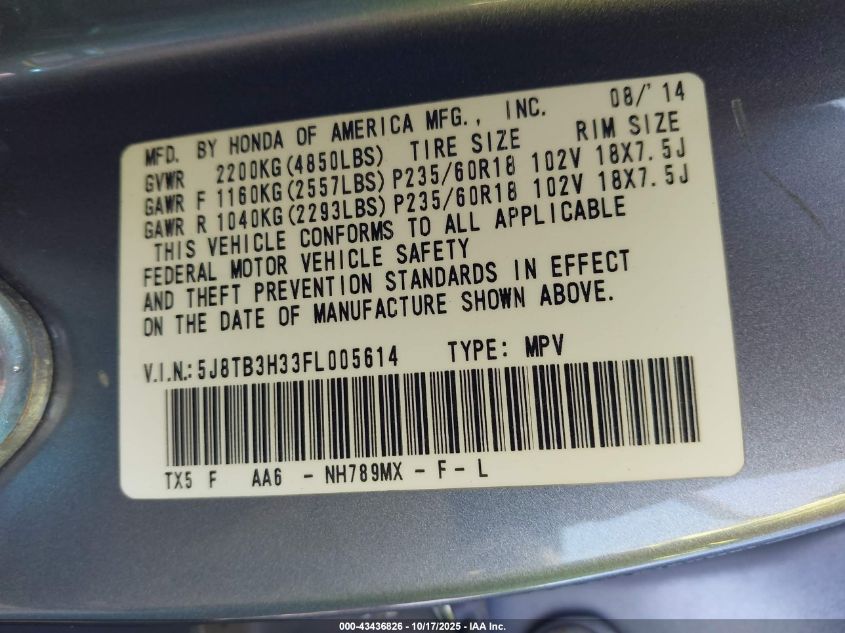 MFD. BY HONDA OF AMERICA MFG., INC. 08/'14
GVWR 2200KG(4850LBS) TIRE SIZE RIM SIZE
GAWR F 1160KG(2557LBS) P235/60R18 102V 18X7.5J
GAWR R 1040KG(2293LBS) P235/60R18 102V 18X7.5J
THIS VEHICLE CONFORMS TO ALL APPLICABLE
FEDERAL MOTOR VEHICLE SAFETY
AND THEFT PREVENTION STANDARDS IN EFFECT
ON THE DATE OF MANUFACTURE SHOWN ABOVE.
V.I.N.: 5J8TB3H33FL005614 TYPE: MPV
TX5 F AA6 - NH789MX - F - L
000-43436826 - 10/17/2025 - IAA Inc.